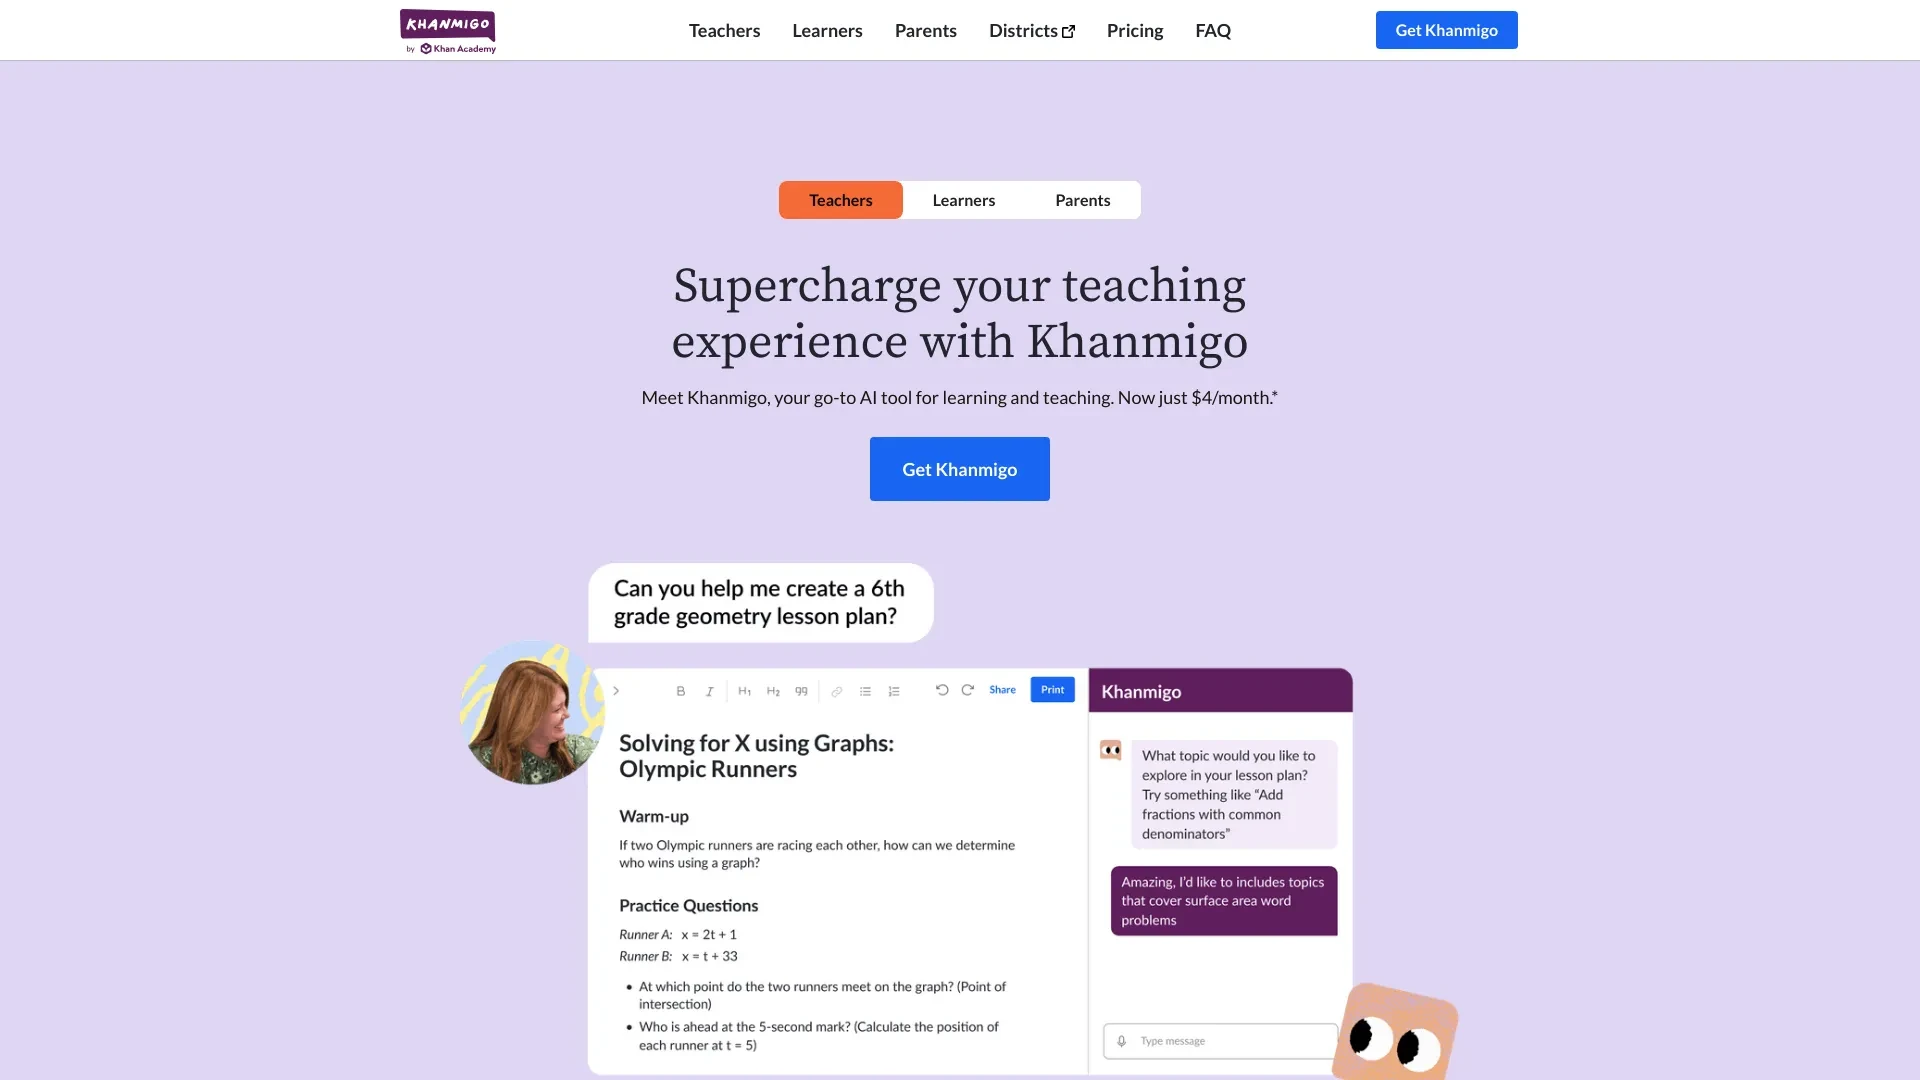 KHANMIGO
by Khan Academy
Teachers Learners Parents Districts Pricing FAQ
Get Khanmigo
Teachers Learners Parents
Supercharge your teaching
experience with Khanmigo
Meet Khanmigo, your go-to AI tool for learning and teaching. Now just $4/month.*
Get Khanmigo
Can you help me create a 6th
grade geometry lesson plan?
B I H1 H2 Share Print
Solving for X using Graphs:
Olympic Runners
Warm-up
If two Olympic runners are racing each other, how can we determine
who wins using a graph?
Practice Questions
Runner A: x = 2t + 1
Runner B: x = t + 33
• At which point do the two runners meet on the graph? (Point of
intersection)
• Who is ahead at the 5-second mark? (Calculate the position of
each runner at t = 5)
Khanmigo
What topic would you like to
explore in your lesson plan?
Try something like “Add
fractions with common
denominators”
Amazing, I’d like to includes topics
that cover surface area word
problems
Type message